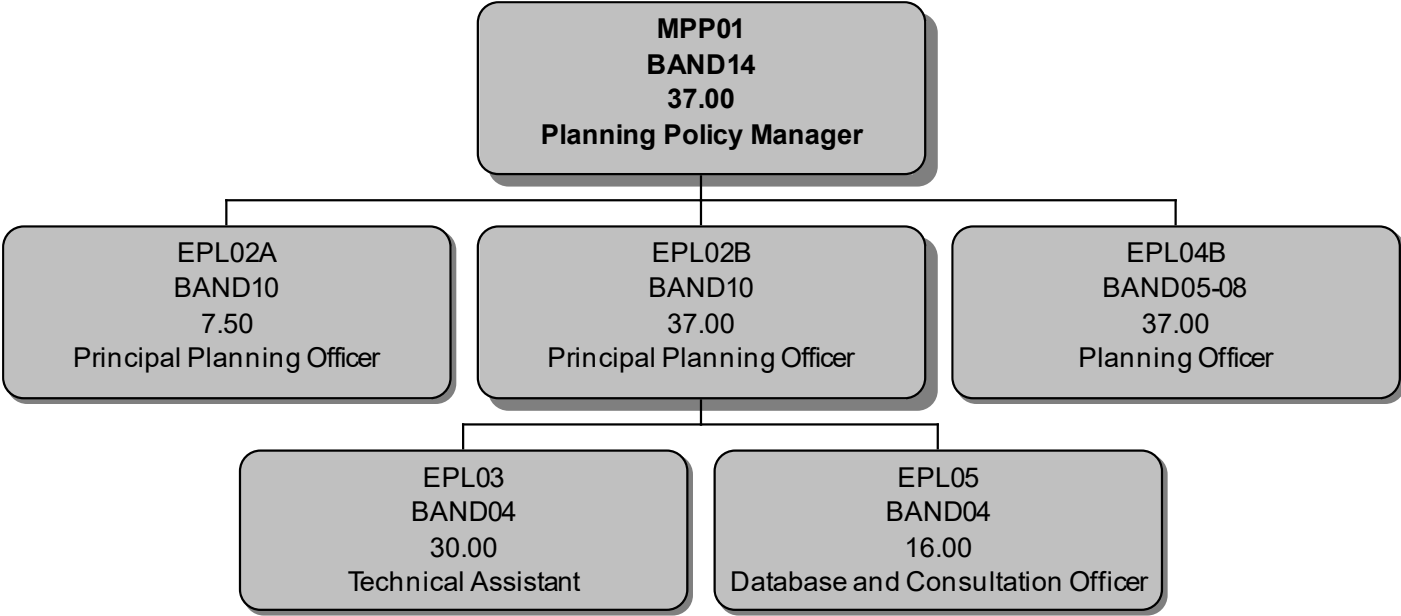 MPP01
BAND14
37.00
Planning Policy Manager
EPL02A
BAND10
7.50
Principal Planning Officer
EPL02B
BAND10
37.00
Principal Planning Officer
EPL04B
BAND05-08
37.00
Planning Officer
EPL03
BAND04
30.00
Technical Assistant
EPL05
BAND04
16.00
Database and Consultation Officer